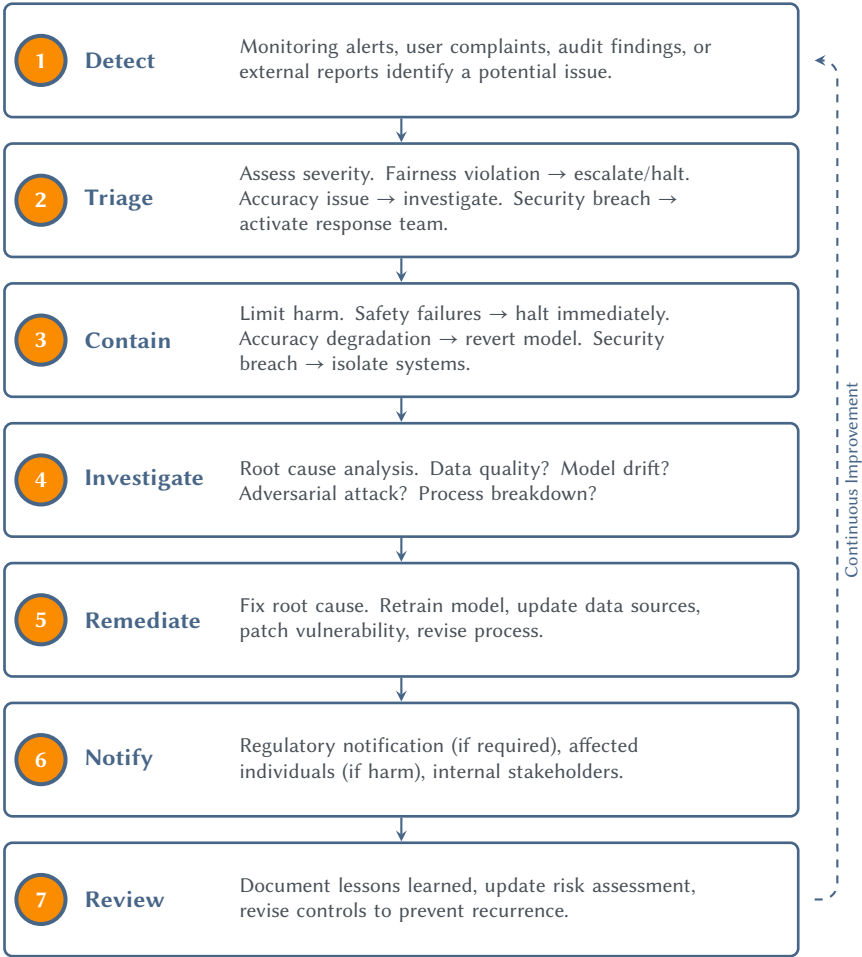 1
Detect
Monitoring alerts, user complaints, audit findings, or
external reports identify a potential issue.
2
Triage
Assess severity. Fairness violation → escalate/halt.
Accuracy issue → investigate. Security breach →
activate response team.
3
Contain
Limit harm. Safety failures → halt immediately.
Accuracy degradation → revert model. Security
breach → isolate systems.
4
Investigate
Root cause analysis. Data quality? Model drift?
Adversarial attack? Process breakdown?
5
Remediate
Fix root cause. Retrain model, update data sources,
patch vulnerability, revise process.
6
Notify
Regulatory notification (if required), affected
individuals (if harm), internal stakeholders.
7
Review
Document lessons learned, update risk assessment,
revise controls to prevent recurrence.
Continuous Improvement